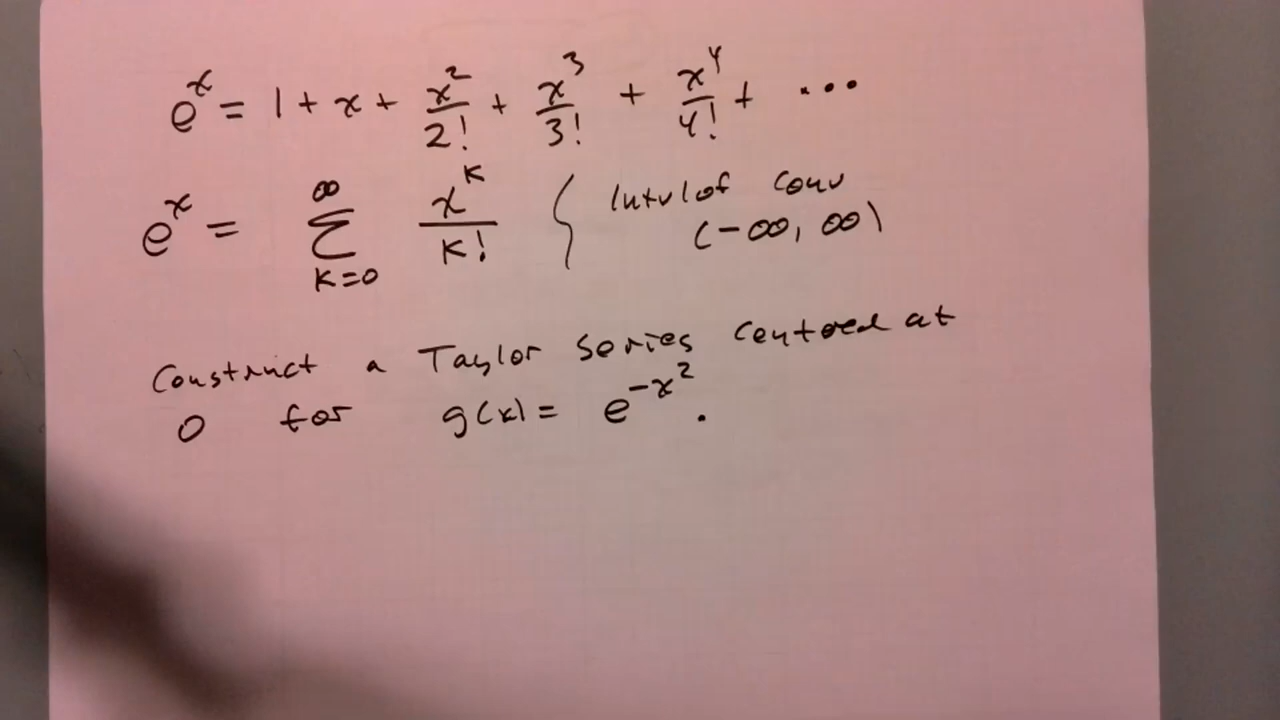 e^x = 1 + x + x^2/2! + x^3/3! + x^4/4! + ...
e^x = ∑_{k=0}^{∞} x^k/k! { Intvl of conv
(-∞, ∞)
Construct a Taylor series centered at
0 for g(x) = e^{-x^2}.